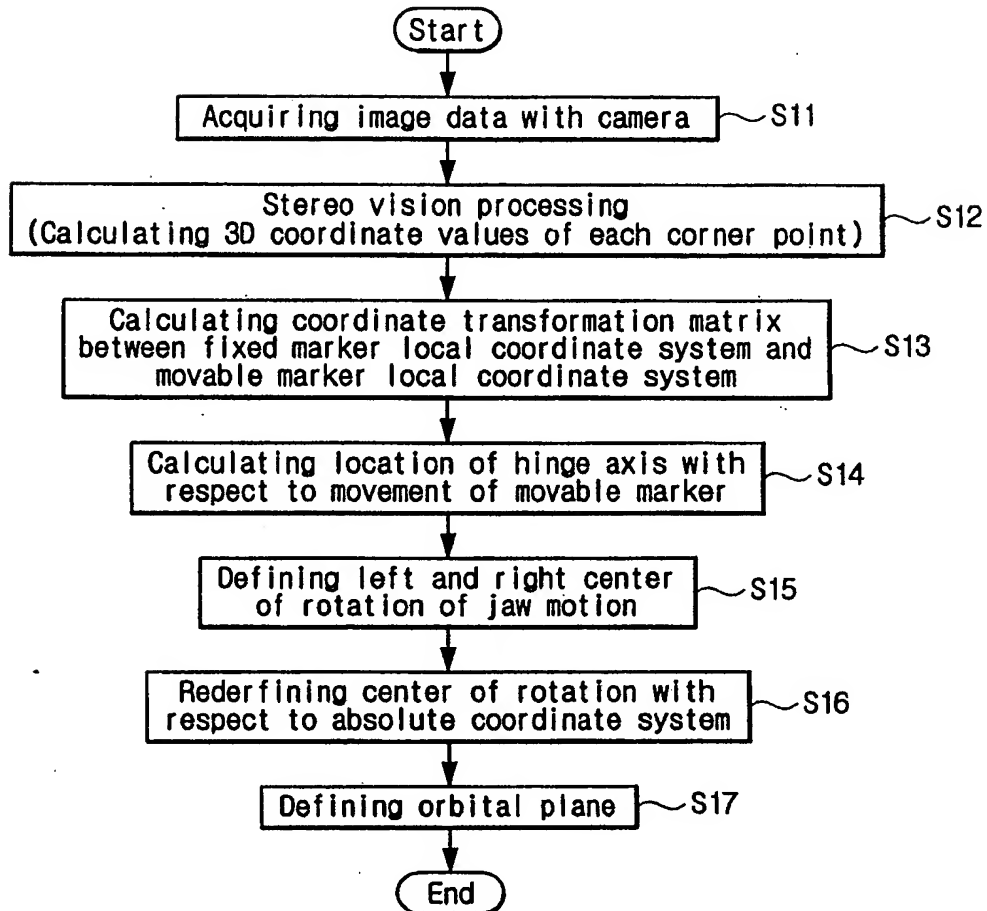 Start
Acquiring image data with camera
S11
Stereo vision processing
(Calculating 3D coordinate values of each corner point)
S12
Calculating coordinate transformation matrix
between fixed marker local coordinate system and
movable marker local coordinate system
S13
Calculating location of hinge axis with
respect to movement of movable marker
S14
Defining left and right center
of rotation of jaw motion
S15
Rederfining center of rotation with
respect to absolute coordinate system
S16
Defining orbital plane
S17
End